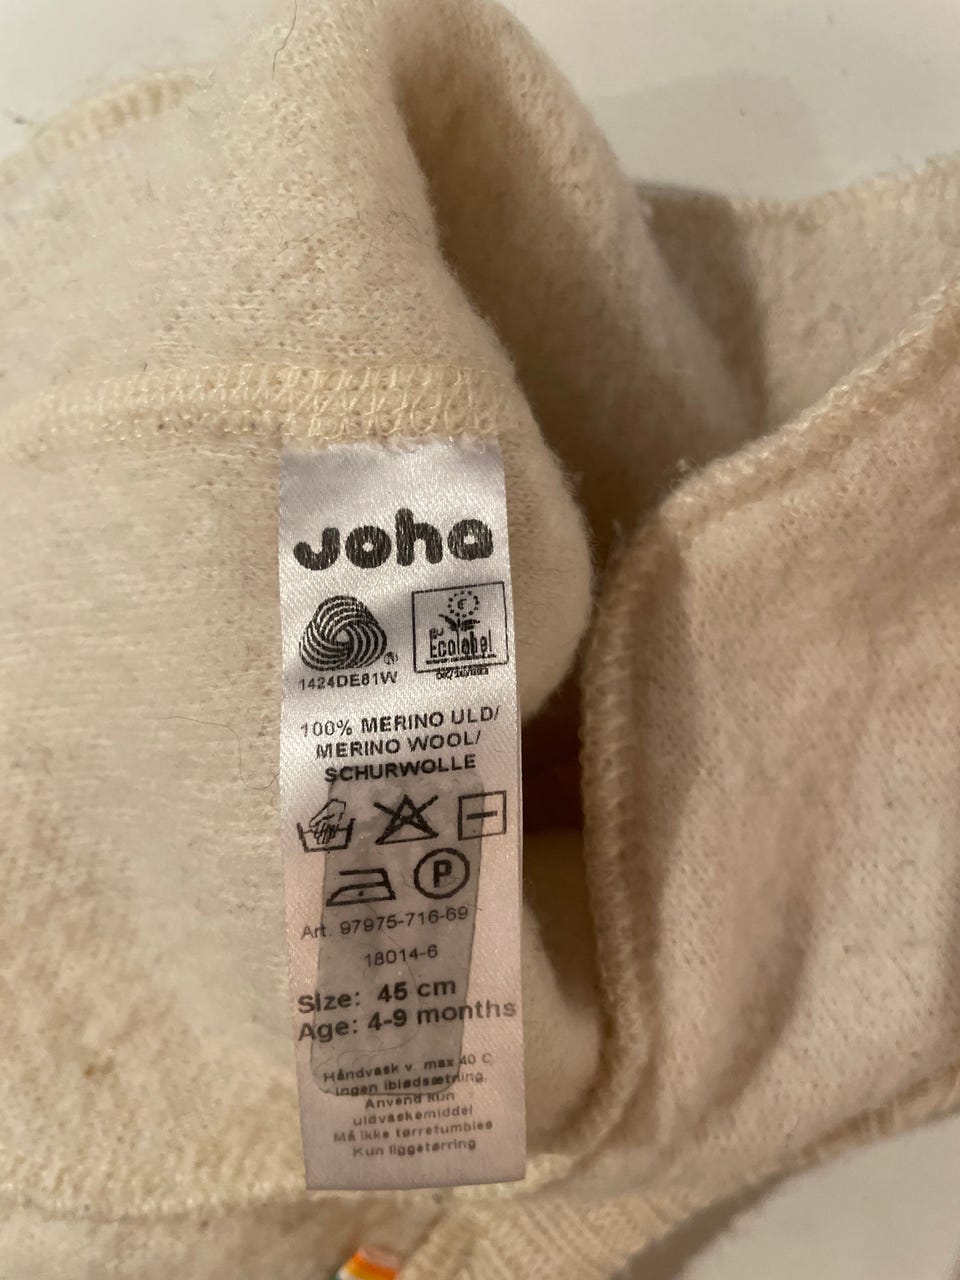 Joha
EU
Ecolabel
1424DE81W
100% MERINO ULD/
MERINO WOOL/
SCHURWOLLE
P
Art. 97975-716-69
18014-6
Size: 45 cm
Age: 4-9 months
Håndvask v. max 40 C
ingen iblødsætning.
Anvend kun
uldvaskemiddel
Må ikke tørretumbles
Kun liggetørring